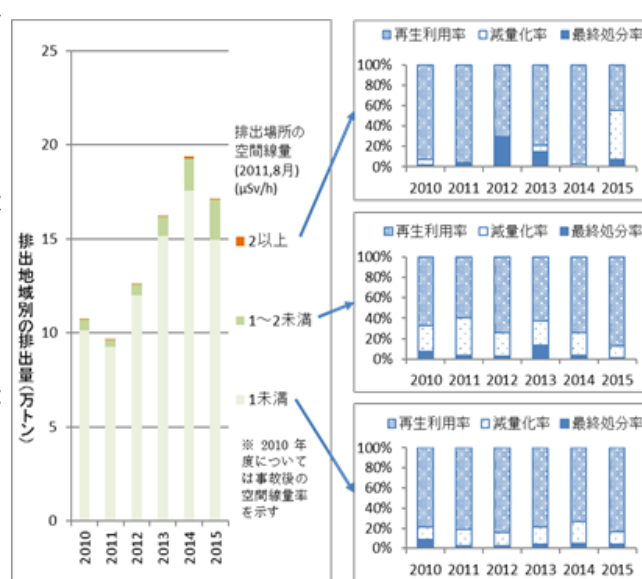 排出地域別の排出量(万トン)
25
20
15
10
5
0
2010
2011
2012
2013
2014
2015
排出場所の
空間線量
(2011,8月)
(μSv/h)
2以上
1～2未満
1未満
※ 2010 年
度について
は事故後の
空間線量率
を示す
再生利用率 減量化率 最終処分率
100%
80%
60%
40%
20%
0%
2010 2011 2012 2013 2014 2015
再生利用率 減量化率 最終処分率
100%
80%
60%
40%
20%
0%
2010 2011 2012 2013 2014 2015
再生利用率 減量化率 最終処分率
100%
80%
60%
40%
20%
0%
2010 2011 2012 2013 2014 2015